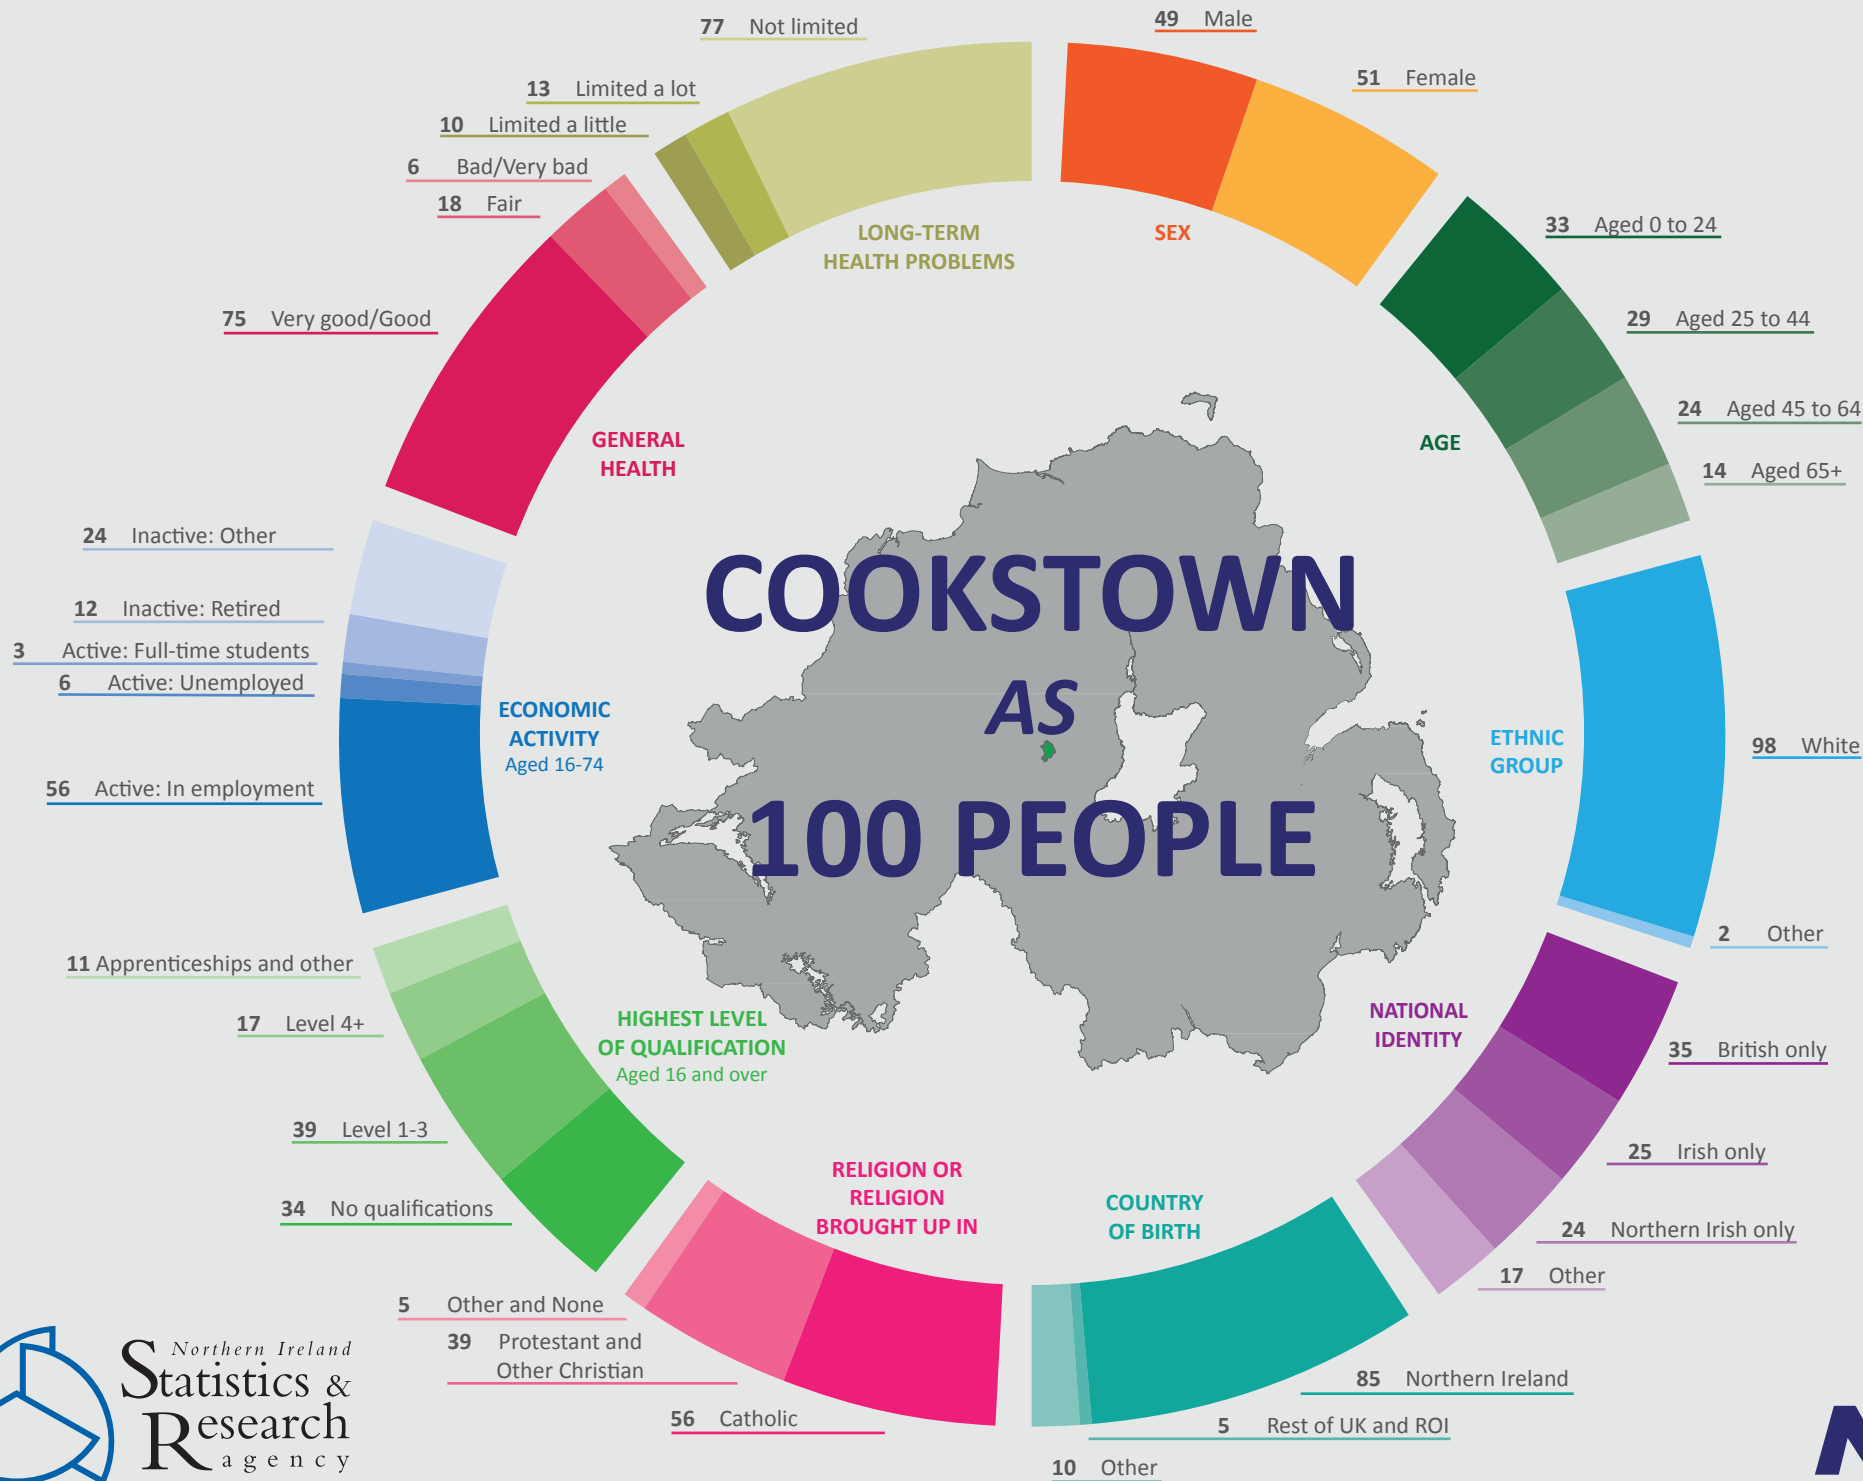 77 Not limited
13 Limited a lot
10 Limited a little
LONG-TERM
HEALTH PROBLEMS
49 Male
51 Female
SEX
33 Aged 0 to 24
29 Aged 25 to 44
24 Aged 45 to 64
14 Aged 65+
AGE
98 White
2 Other
ETHNIC
GROUP
35 British only
25 Irish only
24 Northern Irish only
17 Other
NATIONAL
IDENTITY
COUNTRY
OF BIRTH
85 Northern Ireland
5 Rest of UK and ROI
10 Other
RELIGION OR
RELIGION
BROUGHT UP IN
56 Catholic
39 Protestant and
Other Christian
5 Other and None
HIGHEST LEVEL
OF QUALIFICATION
Aged 16 and over
34 No qualifications
39 Level 1-3
17 Level 4+
11 Apprenticeships and other
ECONOMIC
ACTIVITY
Aged 16-74
56 Active: In employment
6 Active: Unemployed
3 Active: Full-time students
12 Inactive: Retired
24 Inactive: Other
GENERAL
HEALTH
75 Very good/Good
18 Fair
6 Bad/Very bad
COOKSTOWN
AS
100 PEOPLE
Northern Ireland
Statistics &
Research
agency